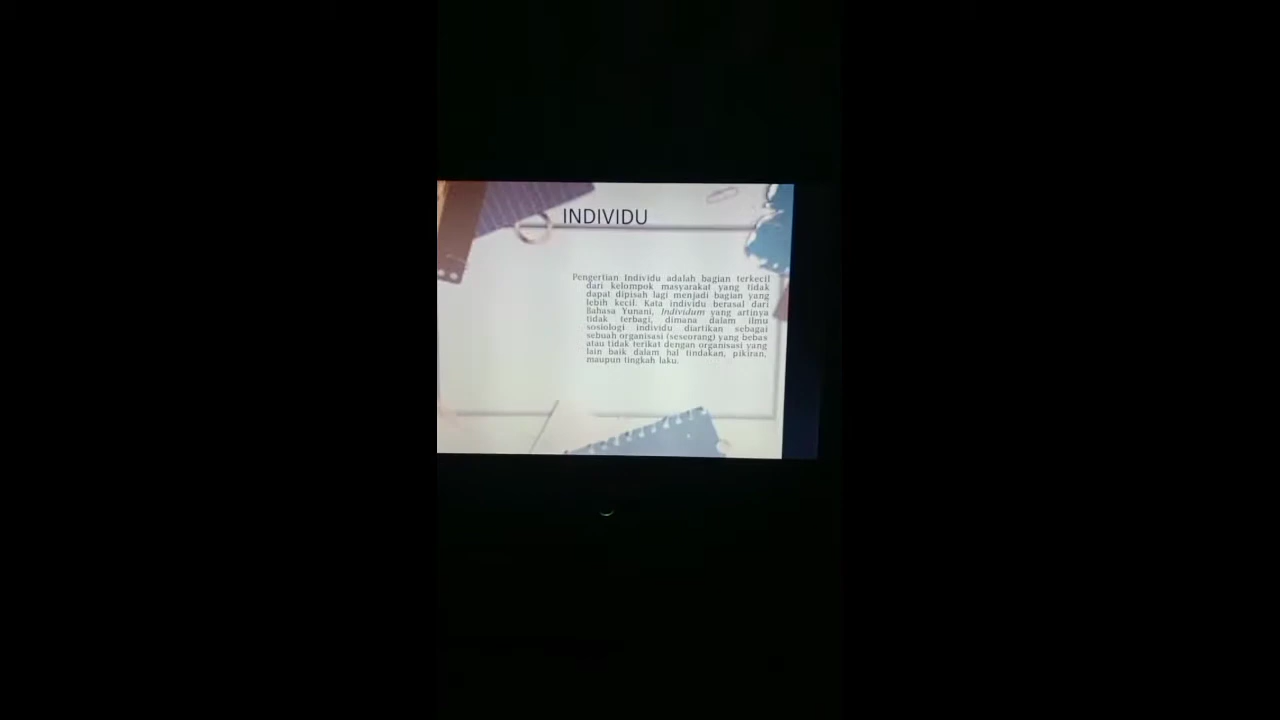 INDIVIDU
Pengertian Individu adalah bagian terkecil
dari kelompok masyarakat yang tidak
dapat dipisah lagi menjadi bagian yang
lebih kecil. Kata individu berasal dari
Bahasa Yunani, Individum yang artinya
tidak terbagi, dimana dalam ilmu
sosiologi individu diartikan sebagai
sebuah organisasi (seseorang) yang bebas
atau tidak terikat dengan organisasi yang
lain baik dalam hal tindakan, pikiran,
maupun tingkah laku.